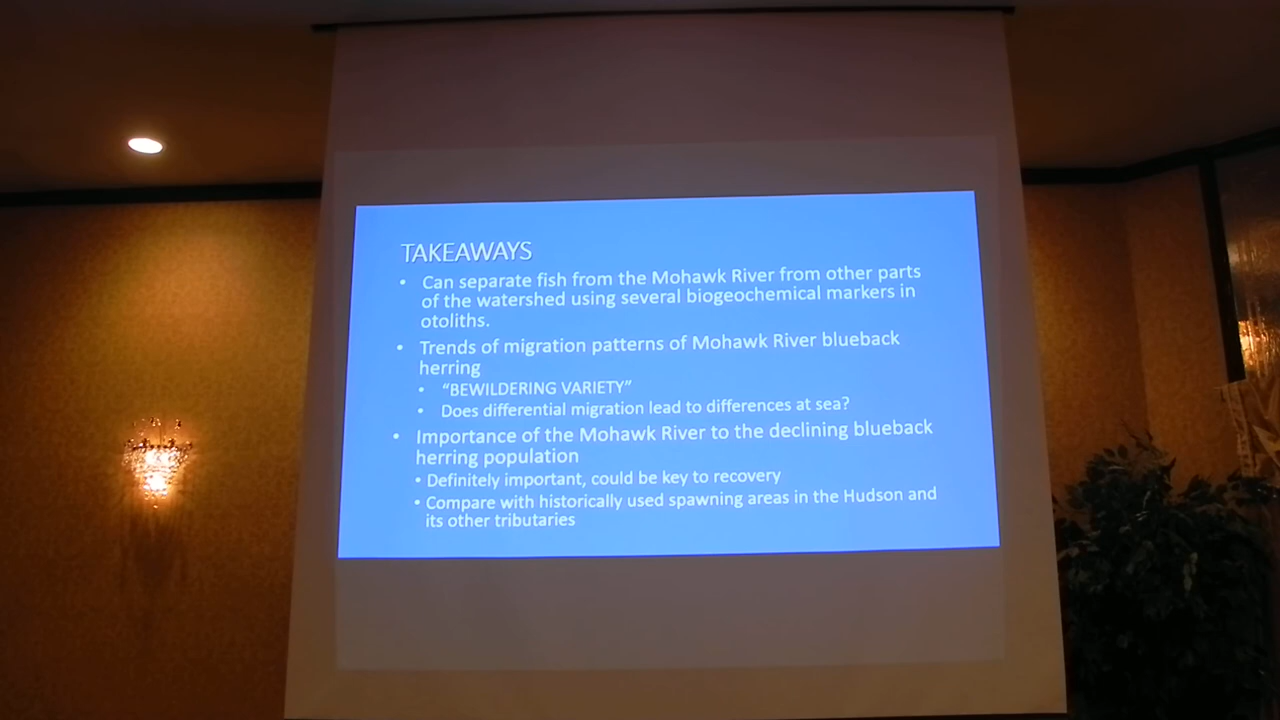 TAKEAWAYS
• Can separate fish from the Mohawk River from other parts
of the watershed using several biogeochemical markers in
otoliths.
• Trends of migration patterns of Mohawk River blueback
herring
• “BEWILDERING VARIETY”
• Does differential migration lead to differences at sea?
• Importance of the Mohawk River to the declining blueback
herring population
• Definitely important, could be key to recovery
• Compare with historically used spawning areas in the Hudson and
its other tributaries